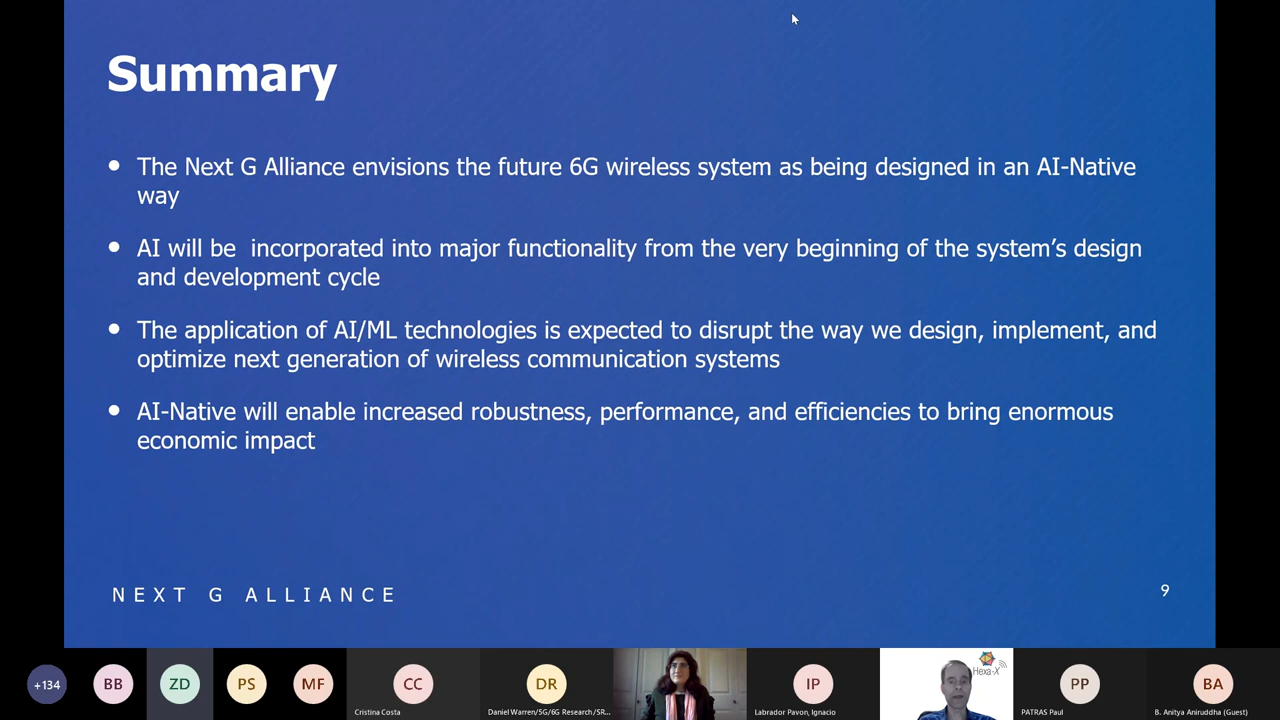 Summary
• The Next G Alliance envisions the future 6G wireless system as being designed in an AI-Native
way
• AI will be  incorporated into major functionality from the very beginning of the system’s design
and development cycle
• The application of AI/ML technologies is expected to disrupt the way we design, implement, and
optimize next generation of wireless communication systems
• AI-Native will enable increased robustness, performance, and efficiencies to bring enormous
economic impact
NEXT G ALLIANCE
9
+134
BB
ZD
PS
MF
CC
Cristina Costa
DR
Daniel Warren/5G/6G Research/SR...
IP
Labrador Pavon, Ignacio
Hexa-X
PP
PATRAS Paul
BA
B. Anitya Aniruddha (Guest)